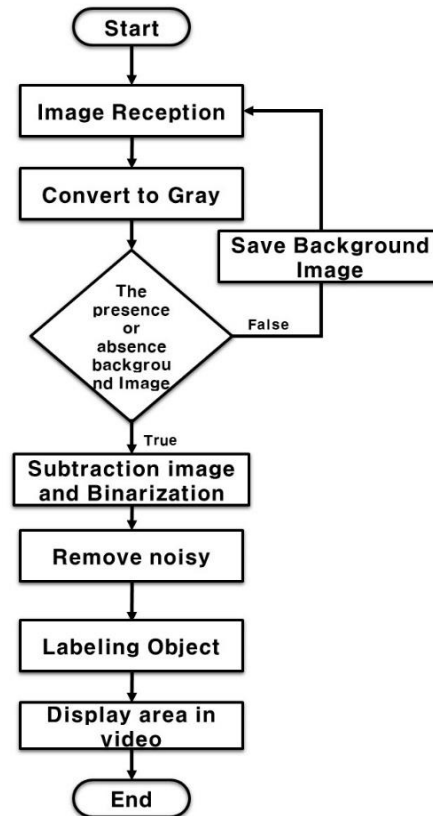 Start
Image Reception
Convert to Gray
Save Background
Image
The
presence
or
absence
backgrou
nd Image
False
True
Subtraction image
and Binarization
Remove noisy
Labeling Object
Display area in
video
End